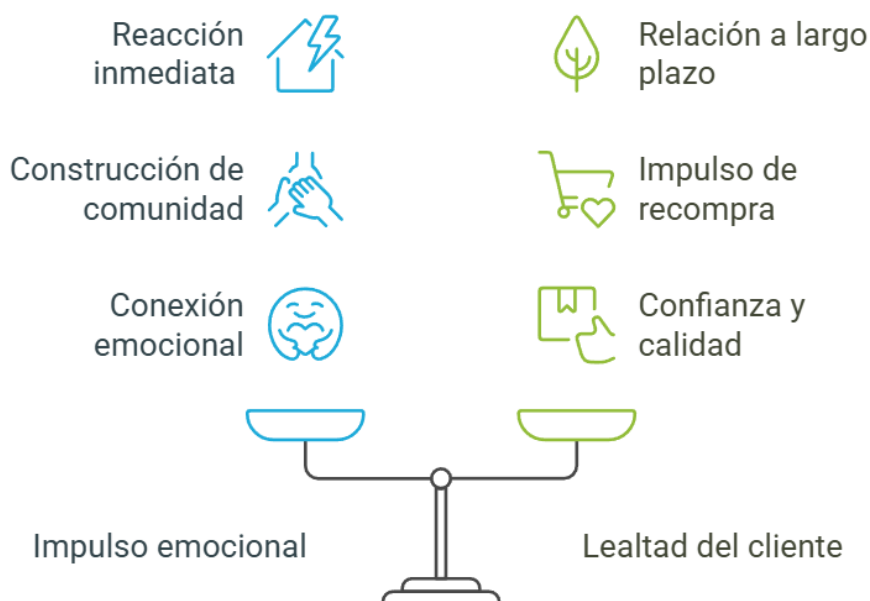 Reacción
inmediata
Relación a largo
plazo
Construcción de
comunidad
Impulso de
recompra
Conexión
emocional
Confianza y
calidad
Impulso emocional
Lealtad del cliente